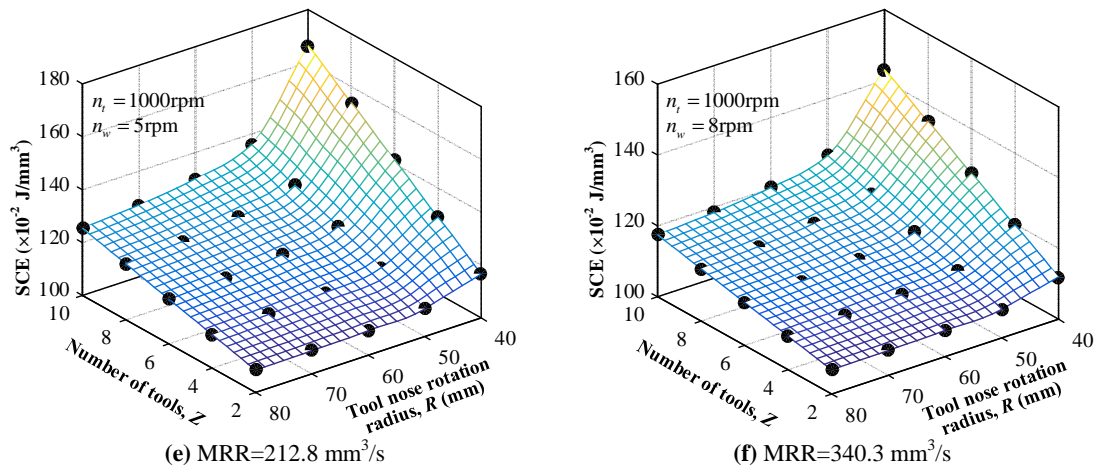 180
160
140
120
100
SCE (×10⁻² J/mm³)
nₜ = 1000rpm
n_w = 5rpm
10
8
6
4
2
Number of tools, Z
80
70
60
50
40
Tool nose rotation
radius, R (mm)
(e) MRR=212.8 mm³/s
160
140
120
100
SCE (×10⁻² J/mm³)
nₜ = 1000rpm
n_w = 8rpm
10
8
6
4
2
Number of tools, Z
80
70
60
50
40
Tool nose rotation
radius, R (mm)
(f) MRR=340.3 mm³/s